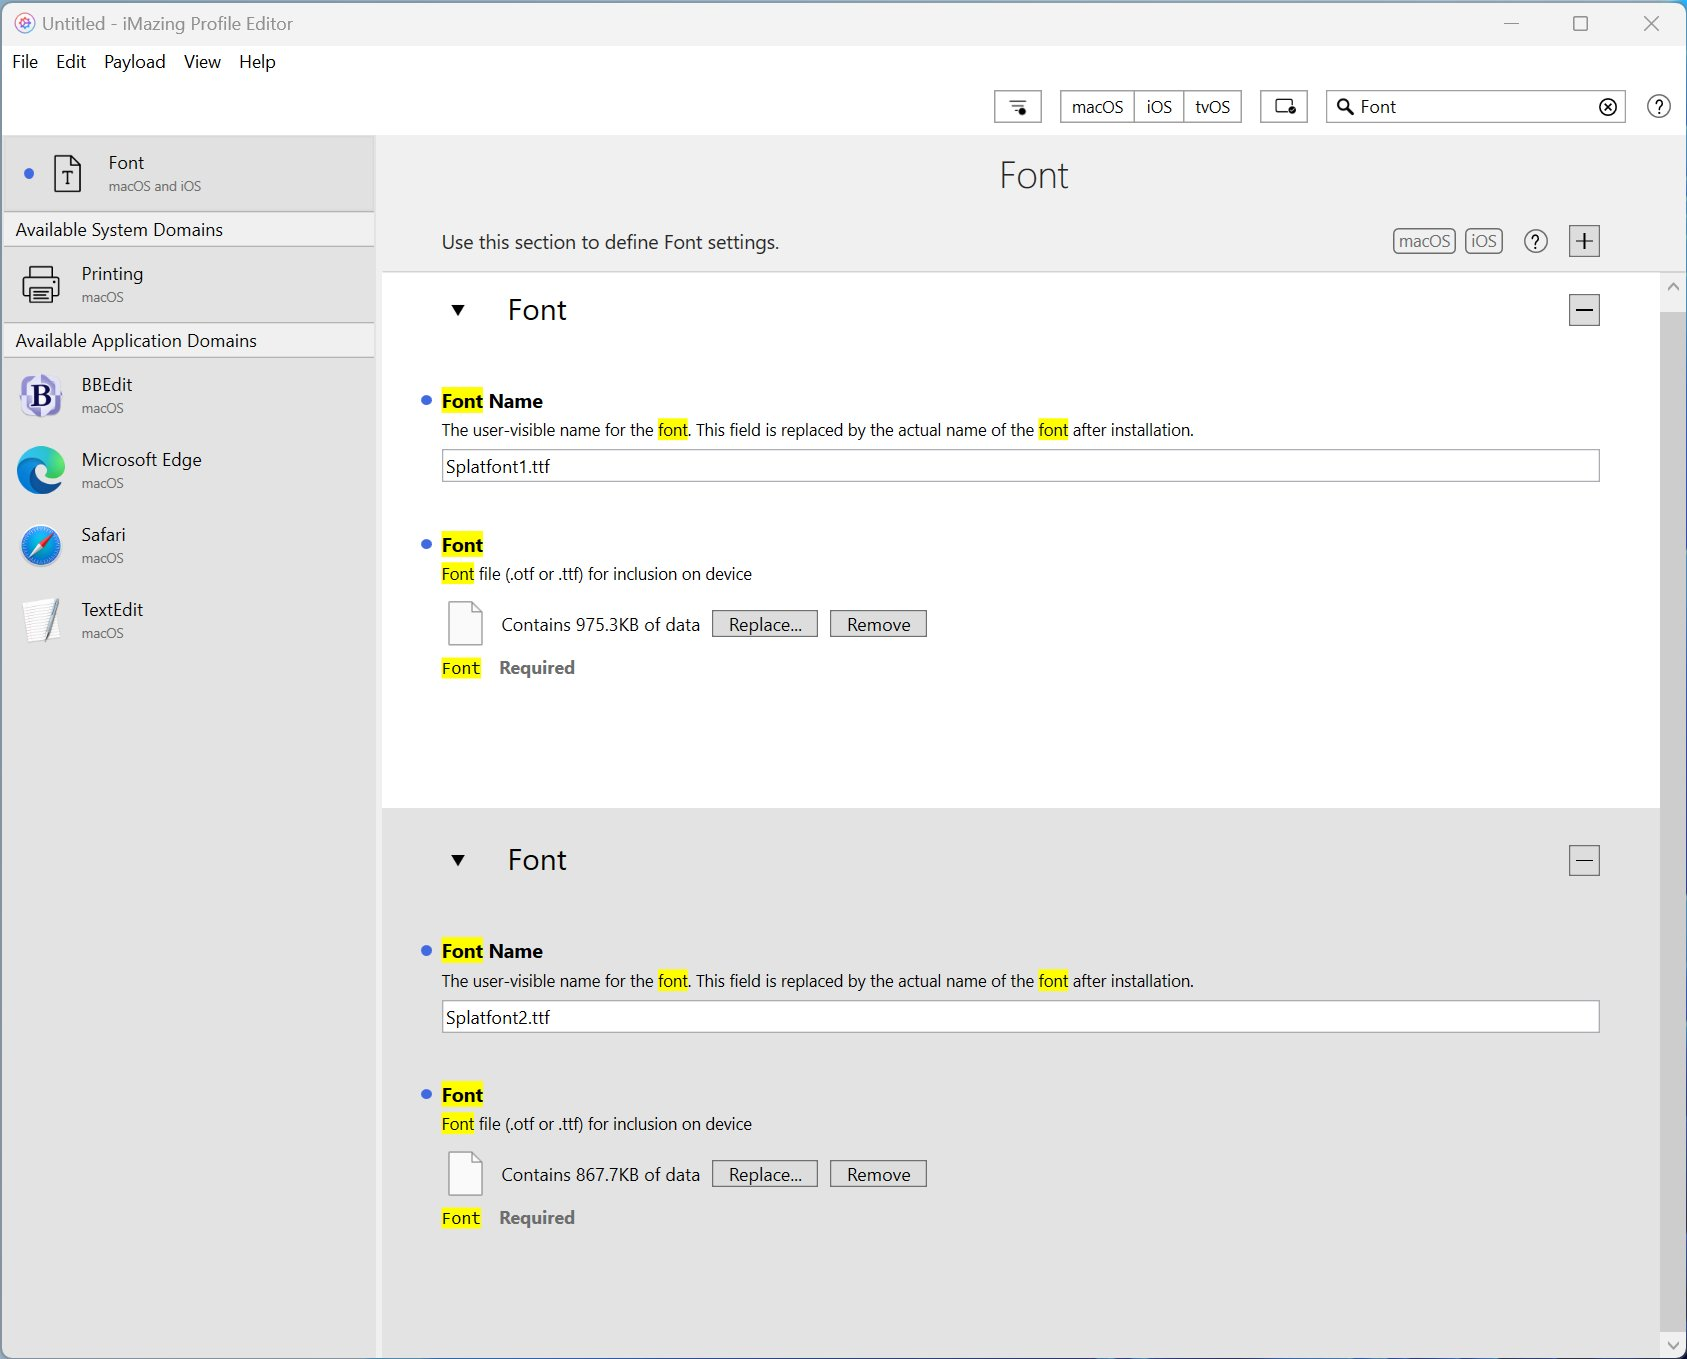 Untitled - iMazing Profile Editor
File Edit Payload View Help
macOS iOS tvOS Font
Font
macOS and iOS
Available System Domains
Printing
macOS
Available Application Domains
BBEdit
macOS
Microsoft Edge
macOS
Safari
macOS
TextEdit
macOS
Font
Use this section to define Font settings.
macOS iOS
Font
Font Name
The user-visible name for the font. This field is replaced by the actual name of the font after installation.
Splatfont1.ttf
Font
Font file (.otf or .ttf) for inclusion on device
Contains 975.3KB of data Replace... Remove
Font Required
Font
Font Name
The user-visible name for the font. This field is replaced by the actual name of the font after installation.
Splatfont2.ttf
Font
Font file (.otf or .ttf) for inclusion on device
Contains 867.7KB of data Replace... Remove
Font Required